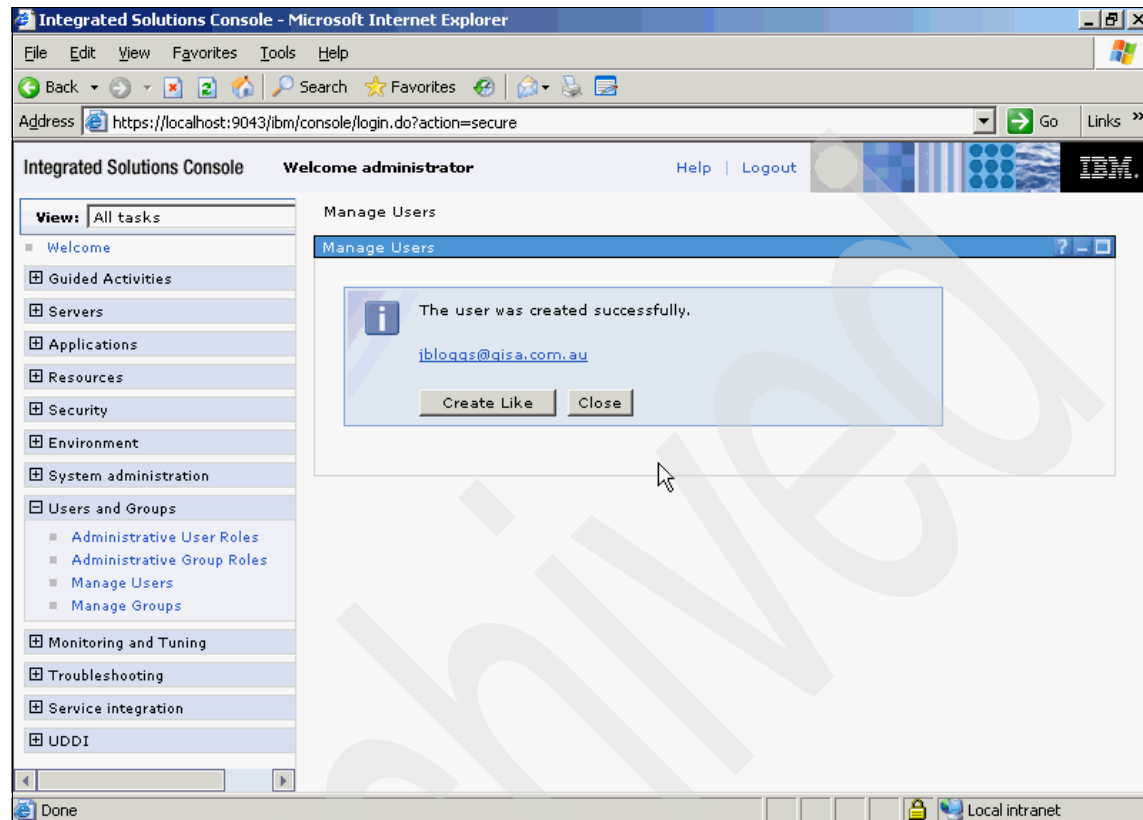 Integrated Solutions Console - Microsoft Internet Explorer
File Edit View Favorites Tools Help
Back Search Favorites
Address https://localhost:9043/ibm/console/login.do?action=secure Go Links »
Integrated Solutions Console Welcome administrator Help | Logout IBM.
View: All tasks
Welcome
Guided Activities
Servers
Applications
Resources
Security
Environment
System administration
Users and Groups
Administrative User Roles
Administrative Group Roles
Manage Users
Manage Groups
Monitoring and Tuning
Troubleshooting
Service integration
UDDI
Manage Users
Manage Users
The user was created successfully.
jbloggs@gisa.com.au
Create Like Close
Done Local intranet